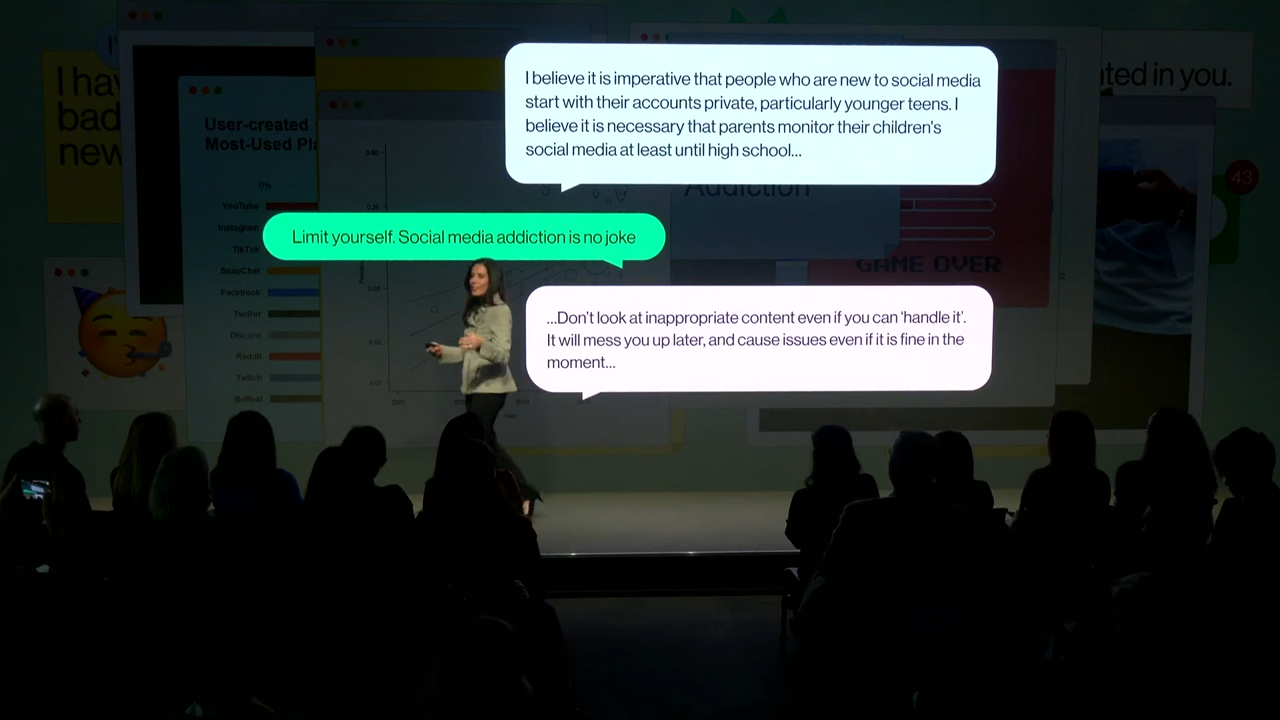 I believe it is imperative that people who are new to social media
start with their accounts private, particularly younger teens. I
believe it is necessary that parents monitor their children's
social media at least until high school...
Limit yourself. Social media addiction is no joke
...Don't look at inappropriate content even if you can 'handle it'.
It will mess you up later, and cause issues even if it is fine in the
moment...
I hav
bad
new
User-created
Most-Used Pla
0%
YouTube
Instagram
TikTok
SnapChat
Facebook
Twitter
Discord
Reddit
Twitch
BeReal
Addiction
GAME OVER
ted in you.
43
2010
Year